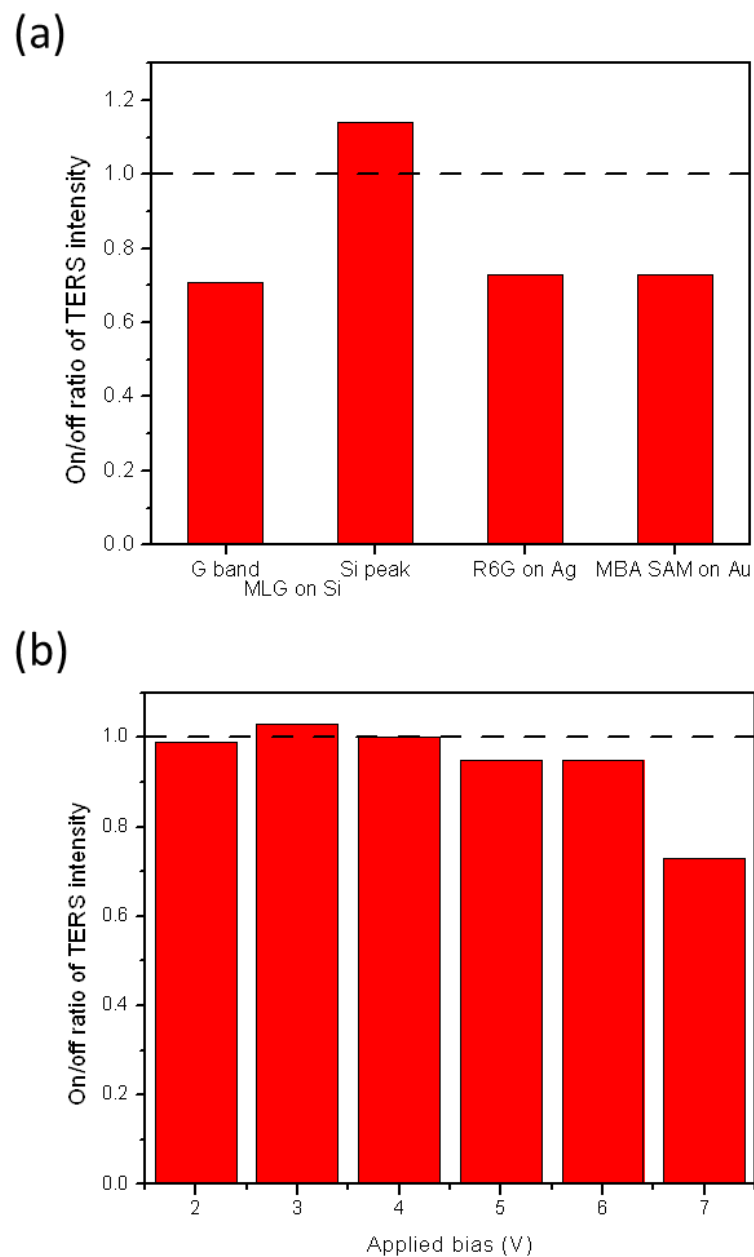 (a)
On/off ratio of TERS intensity
1.2
1.0
0.8
0.6
0.4
0.2
0.0
G band Si peak R6G on Ag MBA SAM on Au
MLG on Si
(b)
On/off ratio of TERS intensity
1.0
0.8
0.6
0.4
0.2
0.0
2 3 4 5 6 7
Applied bias (V)